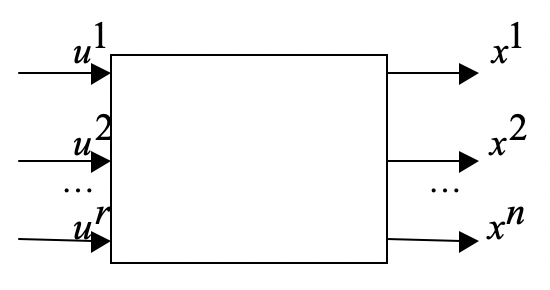 u¹ x¹
u² x²
… …
uʳ xⁿ